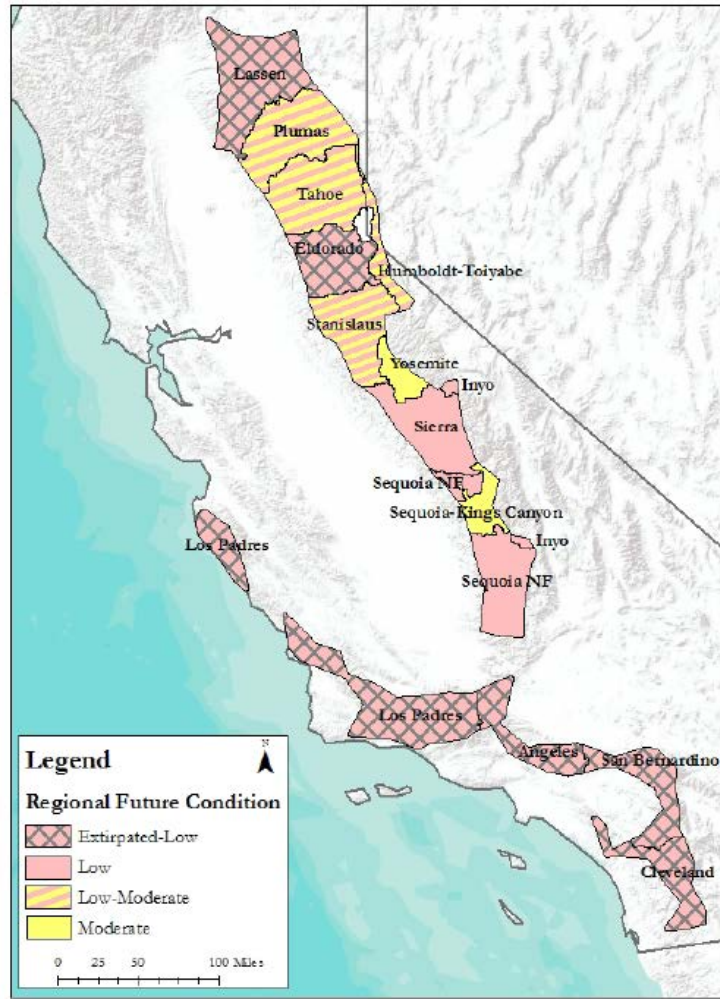 Lassen
Plumas
Tahoe
Eldorado
Humboldt-Toiyabe
Stanislaus
Yosemite
Inyo
Sierra
Sequoia NF
Sequoia-Kings Canyon
Los Padres
Inyo
Sequoia NF
Los Padres
Angeles
San Bernardino
Cleveland
Legend
N
Regional Future Condition
Extirpated-Low
Low
Low-Moderate
Moderate
0 25 50 100 Miles